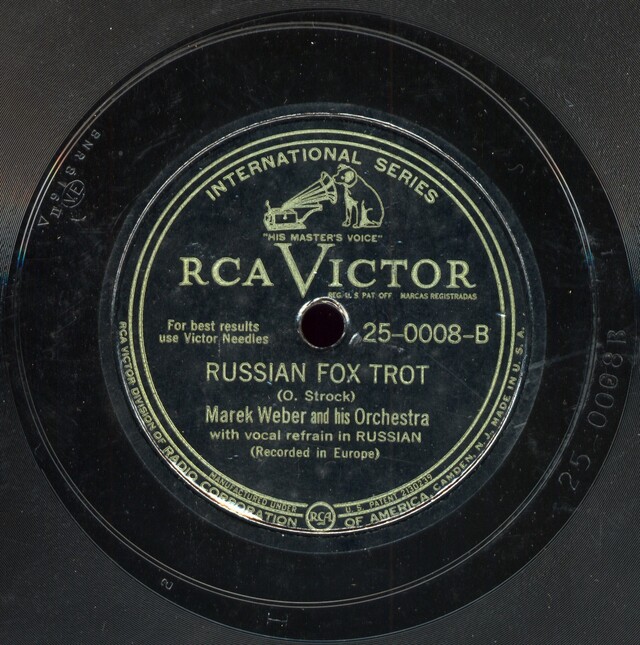 INTERNATIONAL SERIES
"HIS MASTER'S VOICE"
RCA VICTOR
REG. U. S. PAT. OFF. MARCAS REGISTRADAS
For best results
use Victor Needles
25-0008-B
RUSSIAN FOX TROT
(O. Strock)
Marek Weber and his Orchestra
with vocal refrain in RUSSIAN
(Recorded in Europe)
MANUFACTURED UNDER RCA U. S. PATENT 2130239
RCA VICTOR DIVISION OF RADIO CORPORATION OF AMERICA, CAMDEN, N. J. MADE IN U. S. A.
25-0008B